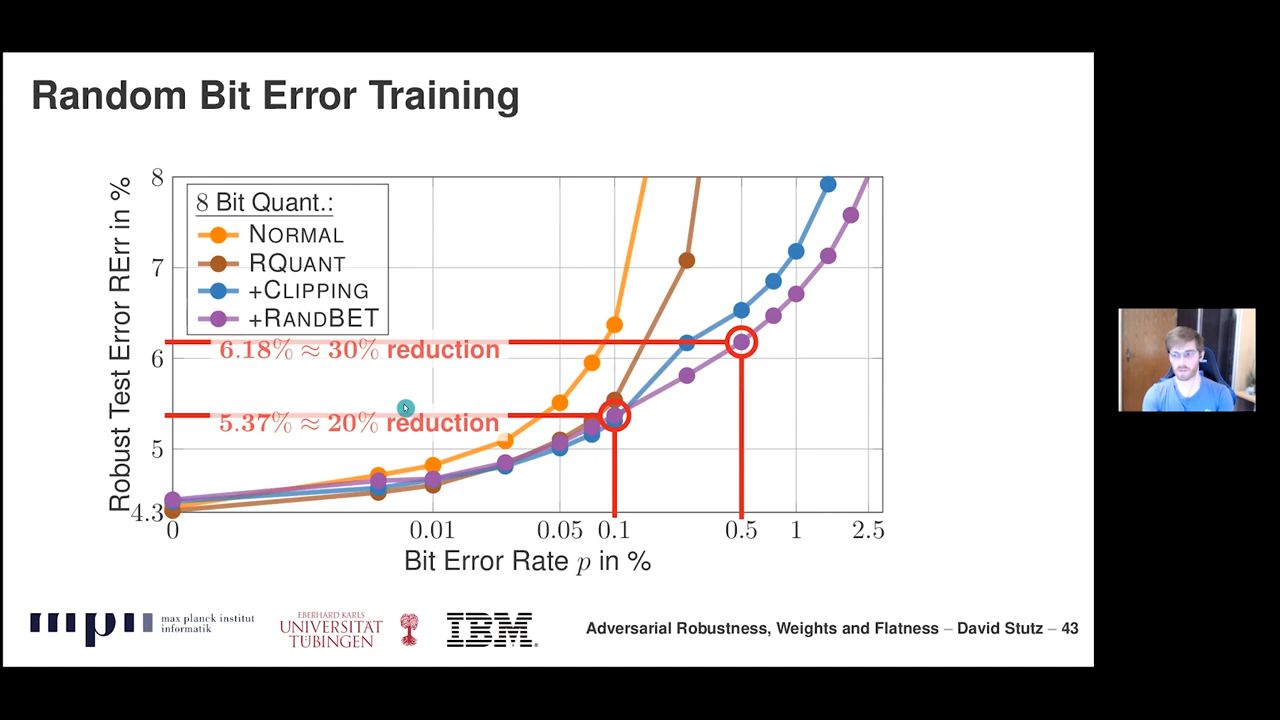 Random Bit Error Training
Robust Test Error RErr in %
8
7
6
5
4.3
8 Bit Quant.:
NORMAL
RQUANT
+CLIPPING
+RANDBET
6.18% ≈ 30% reduction
5.37% ≈ 20% reduction
0 0.01 0.05 0.1 0.5 1 2.5
Bit Error Rate p in %
mpi max planck institut
informatik
EBERHARD KARLS
UNIVERSITAT
TÜBINGEN
IBM
Adversarial Robustness, Weights and Flatness – David Stutz – 43